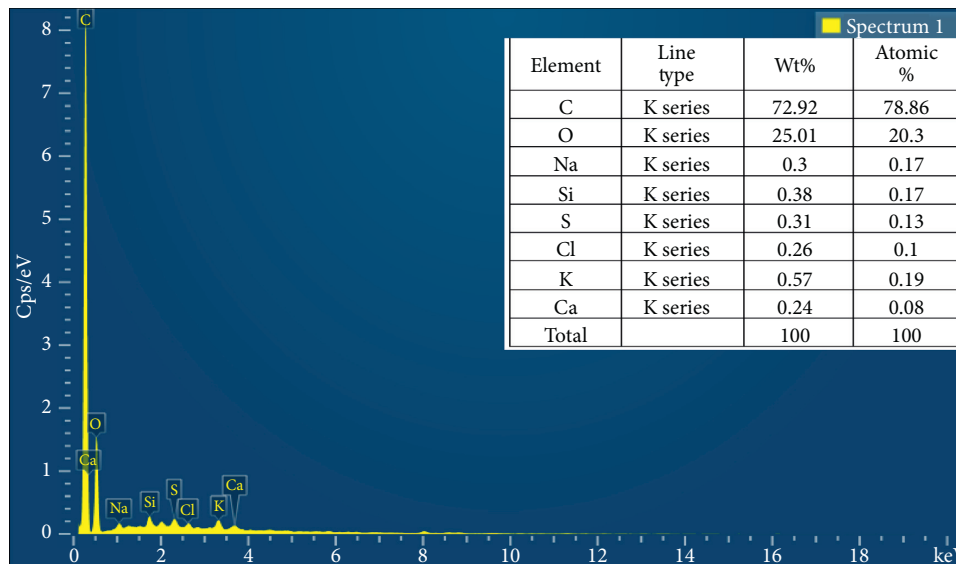 Spectrum 1
Element Line type Wt% Atomic %
C K series 72.92 78.86
O K series 25.01 20.3
Na K series 0.3 0.17
Si K series 0.38 0.17
S K series 0.31 0.13
Cl K series 0.26 0.1
K K series 0.57 0.19
Ca K series 0.24 0.08
Total 100 100
Cps/eV
8
7
6
5
4
3
2
1
0
C
O
Ca
Na
Si
S
Cl
K
Ca
0 2 4 6 8 10 12 14 16 18 keV